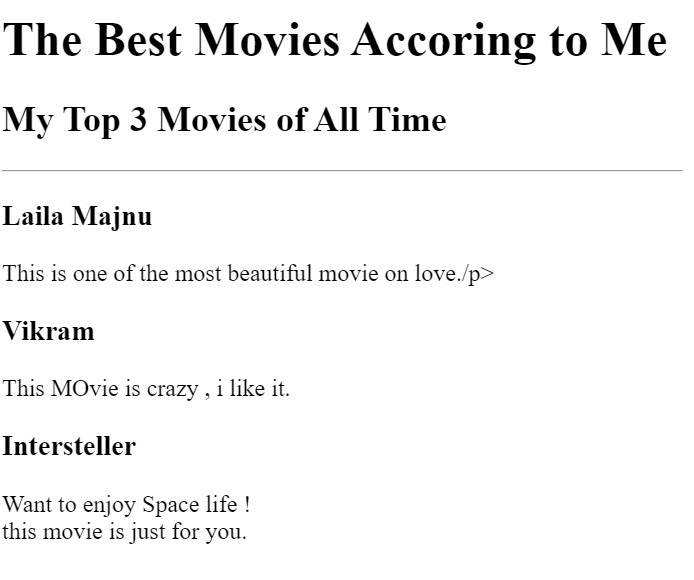 The Best Movies Accoring to Me
My Top 3 Movies of All Time
Laila Majnu
This is one of the most beautiful movie on love./p>
Vikram
This MOvie is crazy , i like it.
Intersteller
Want to enjoy Space life !
this movie is just for you.